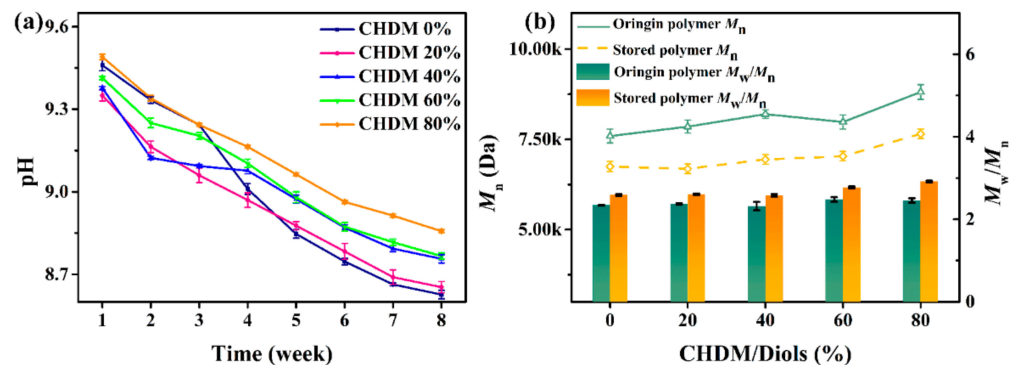 (a)
9.6
9.3
9.0
8.7
pH
CHDM 0%
CHDM 20%
CHDM 40%
CHDM 60%
CHDM 80%
1 2 3 4 5 6 7 8
Time (week)
(b)
10.00k
7.50k
5.00k
Mn (Da)
Oringin polymer Mn
Stored polymer Mn
Oringin polymer Mw/Mn
Stored polymer Mw/Mn
6
5
4
3
2
1
0
Mw/Mn
0 20 40 60 80
CHDM/Diols (%)